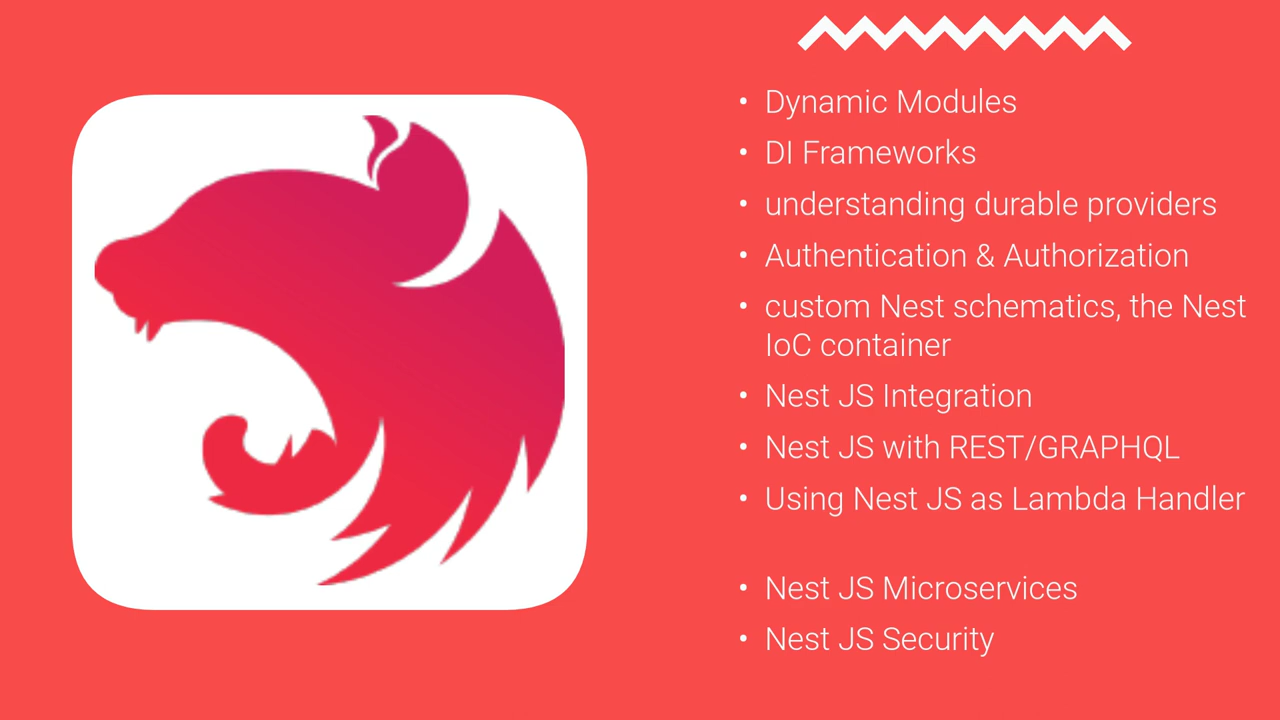 • Dynamic Modules
• DI Frameworks
• understanding durable providers
• Authentication & Authorization
• custom Nest schematics, the Nest
IoC container
• Nest JS Integration
• Nest JS with REST/GRAPHQL
• Using Nest JS as Lambda Handler
• Nest JS Microservices
• Nest JS Security